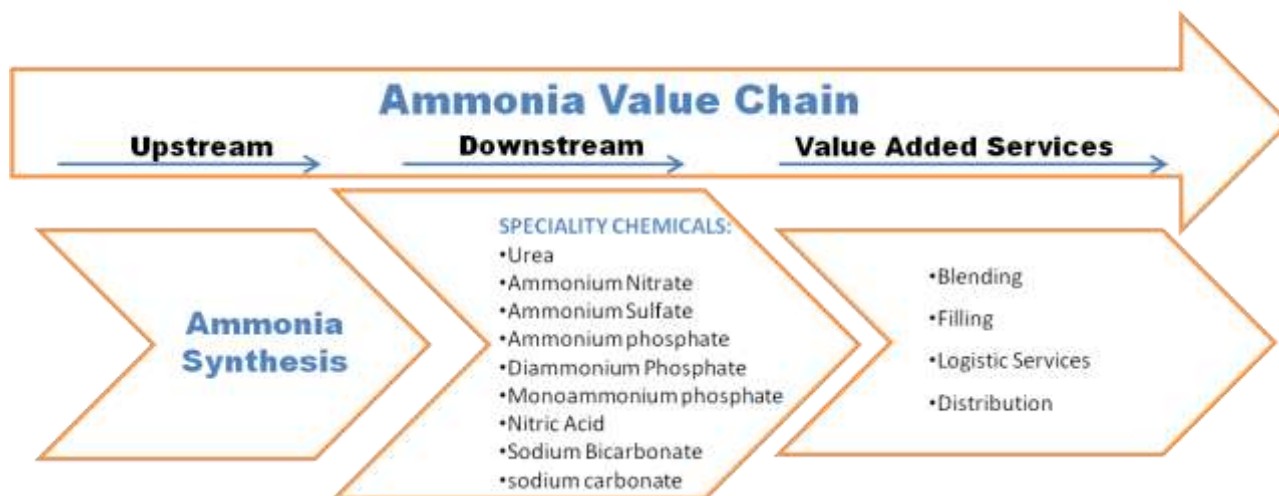 Ammonia Value Chain
Upstream
Downstream
Value Added Services
Ammonia
Synthesis
SPECIALITY CHEMICALS:
•Urea
•Ammonium Nitrate
•Ammonium Sulfate
•Ammonium phosphate
•Diammonium Phosphate
•Monoammonium phosphate
•Nitric Acid
•Sodium Bicarbonate
•sodium carbonate
•Blending
•Filling
•Logistic Services
•Distribution